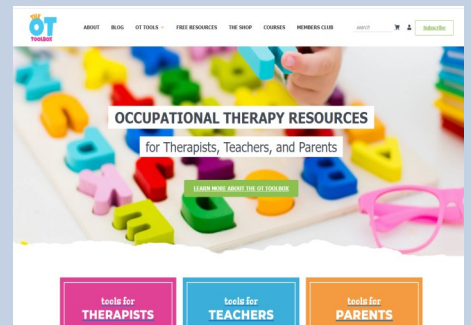 THE
OT
TOOLBOX
ABOUT BLOG OT TOOLS FREE RESOURCES THE SHOP COURSES MEMBERS CLUB search Subscribe
OCCUPATIONAL THERAPY RESOURCES
for Therapists, Teachers, and Parents
LEARN MORE ABOUT THE OT TOOLBOX
tools for
THERAPISTS
tools for
TEACHERS
tools for
PARENTS